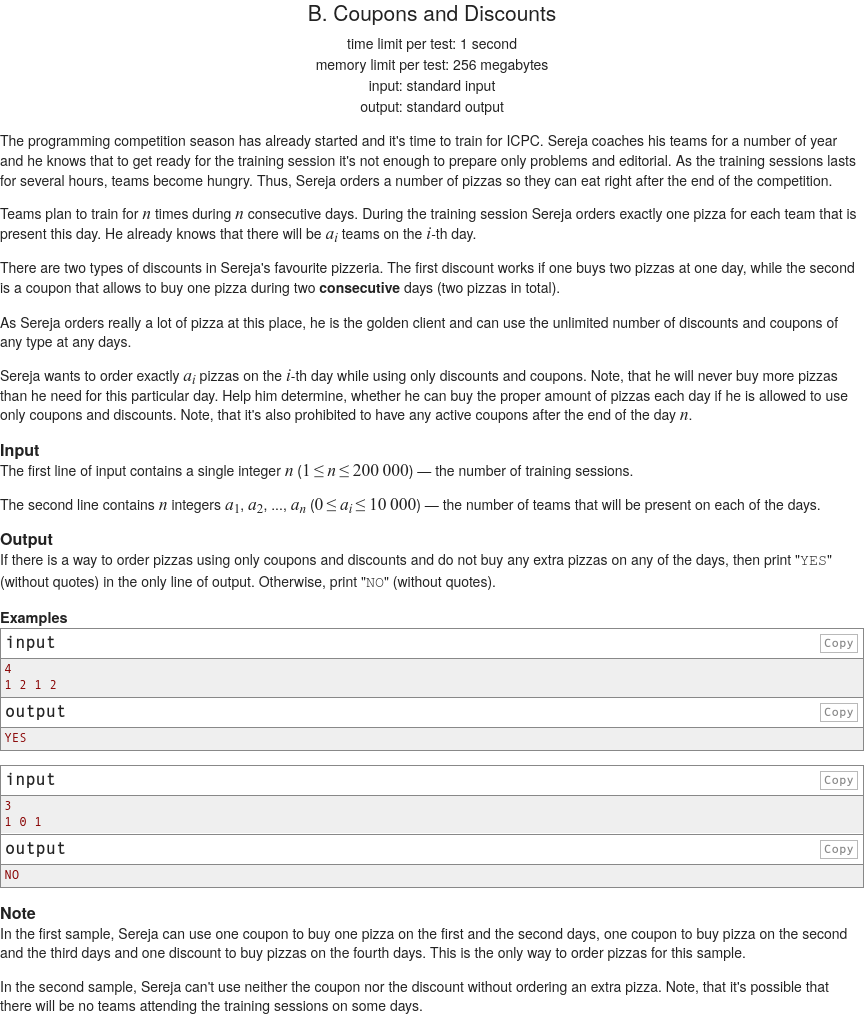 B. Coupons and Discounts
time limit per test: 1 second
memory limit per test: 256 megabytes
input: standard input
output: standard output
The programming competition season has already started and it's time to train for ICPC. Sereja coaches his teams for a number of year
and he knows that to get ready for the training session it's not enough to prepare only problems and editorial. As the training sessions lasts
for several hours, teams become hungry. Thus, Sereja orders a number of pizzas so they can eat right after the end of the competition.
Teams plan to train for n times during n consecutive days. During the training session Sereja orders exactly one pizza for each team that is
present this day. He already knows that there will be aᵢ teams on the i-th day.
There are two types of discounts in Sereja's favourite pizzeria. The first discount works if one buys two pizzas at one day, while the second
is a coupon that allows to buy one pizza during two consecutive days (two pizzas in total).
As Sereja orders really a lot of pizza at this place, he is the golden client and can use the unlimited number of discounts and coupons of
any type at any days.
Sereja wants to order exactly aᵢ pizzas on the i-th day while using only discounts and coupons. Note, that he will never buy more pizzas
than he need for this particular day. Help him determine, whether he can buy the proper amount of pizzas each day if he is allowed to use
only coupons and discounts. Note, that it's also prohibited to have any active coupons after the end of the day n.
Input
The first line of input contains a single integer n (1 ≤ n ≤ 200 000) — the number of training sessions.
The second line contains n integers a₁, a₂, ..., aₙ (0 ≤ aᵢ ≤ 10 000) — the number of teams that will be present on each of the days.
Output
If there is a way to order pizzas using only coupons and discounts and do not buy any extra pizzas on any of the days, then print "YES"
(without quotes) in the only line of output. Otherwise, print "NO" (without quotes).
Examples
input Copy
4
1 2 1 2
output Copy
YES
input Copy
3
1 0 1
output Copy
NO
Note
In the first sample, Sereja can use one coupon to buy one pizza on the first and the second days, one coupon to buy pizza on the second
and the third days and one discount to buy pizzas on the fourth days. This is the only way to order pizzas for this sample.
In the second sample, Sereja can't use neither the coupon nor the discount without ordering an extra pizza. Note, that it's possible that
there will be no teams attending the training sessions on some days.